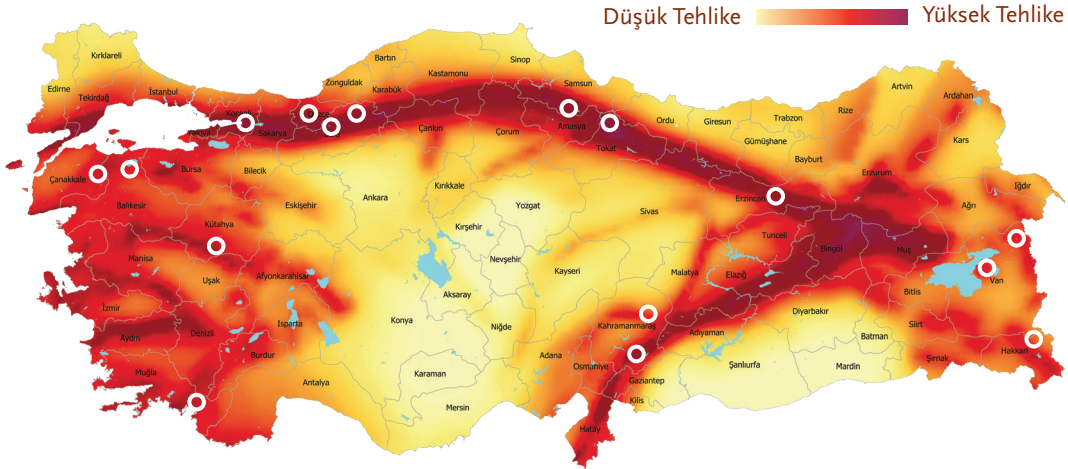 Düşük Tehlike Yüksek Tehlike
Kırklareli
Edirne
Tekirdağ
İstanbul
Yalova
Sakarya
Zonguldak
Bartın
Karabük
Kastamonu
Sinop
Samsun
Çankırı
Çorum
Amasya
Tokat
Ordu
Giresun
Trabzon
Gümüşhane
Bayburt
Rize
Artvin
Ardahan
Kars
Iğdır
Ağrı
Erzurum
Erzincan
Çanakkale
Balıkesir
Bursa
Bilecik
Kütahya
Eskişehir
Ankara
Kırıkkale
Yozgat
Kırşehir
Nevşehir
Sivas
Kayseri
Malatya
Tunceli
Elazığ
Bingöl
Muş
Bitlis
Van
Manisa
Uşak
Afyonkarahisar
İzmir
Aydın
Denizli
Isparta
Burdur
Muğla
Antalya
Konya
Aksaray
Niğde
Karaman
Mersin
Adana
Osmaniye
Kahramanmaraş
Adıyaman
Gaziantep
Kilis
Hatay
Şanlıurfa
Diyarbakır
Mardin
Batman
Siirt
Şırnak